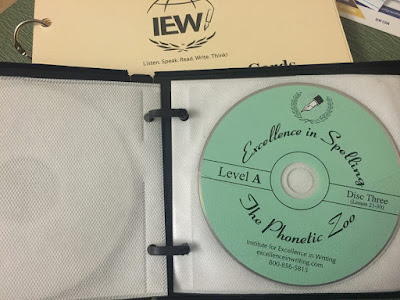 IEW
Listen. Speak. Read. Write. Think!
Cards
Excellence in Spelling
Level A
Disc Three
(Lessons 21-30)
The Phonetic Zoo
Institute for Excellence in Writing
excellenceinwriting.com
800-856-5815